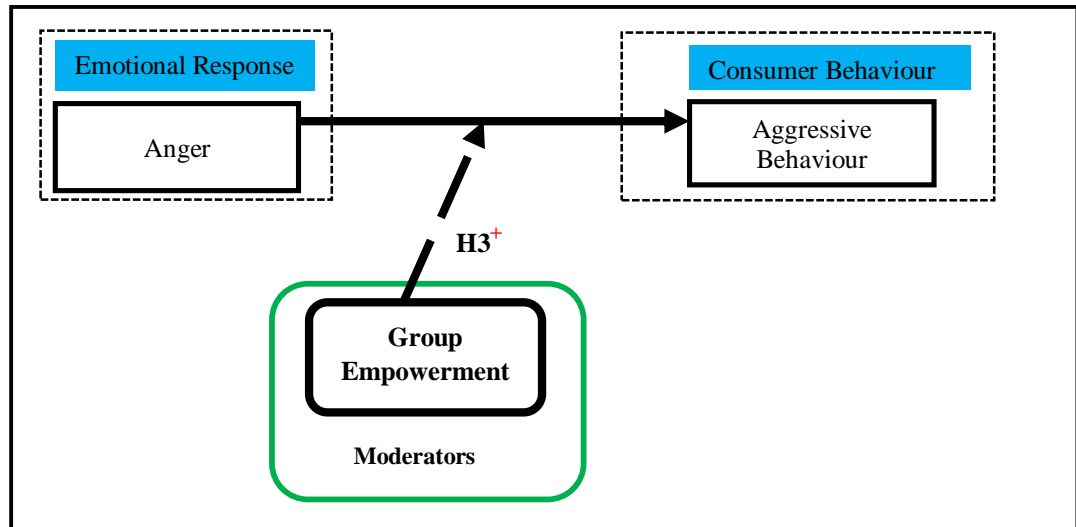 Emotional Response
Consumer Behaviour
Anger
Aggressive
Behaviour
H3+
Group
Empowerment
Moderators